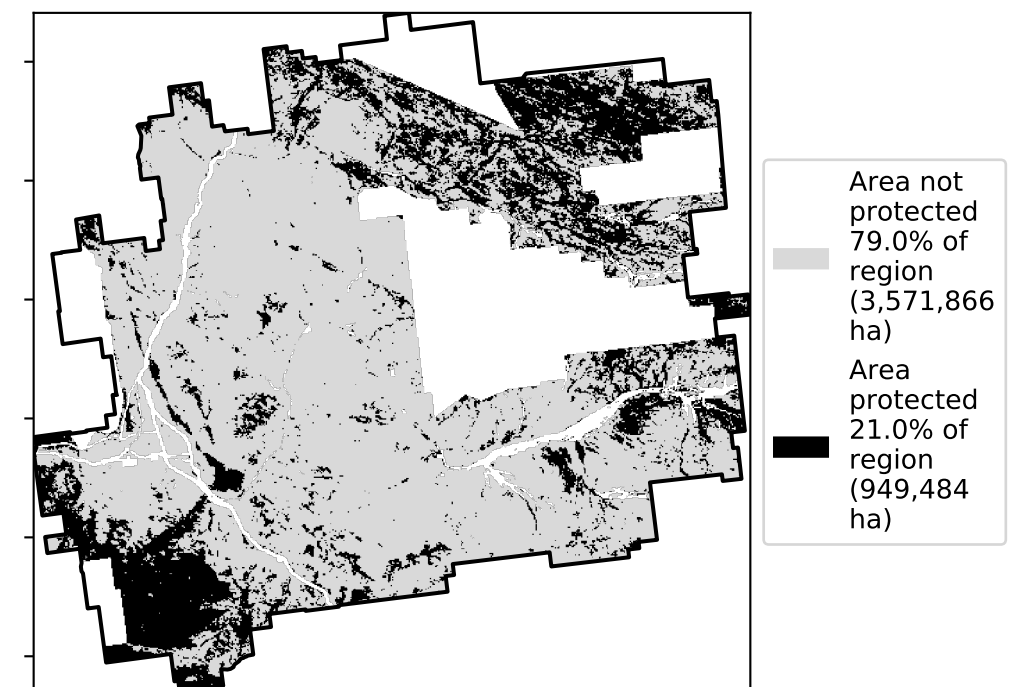 Area not
protected
79.0% of
region
(3,571,866
ha)
Area
protected
21.0% of
region
(949,484
ha)